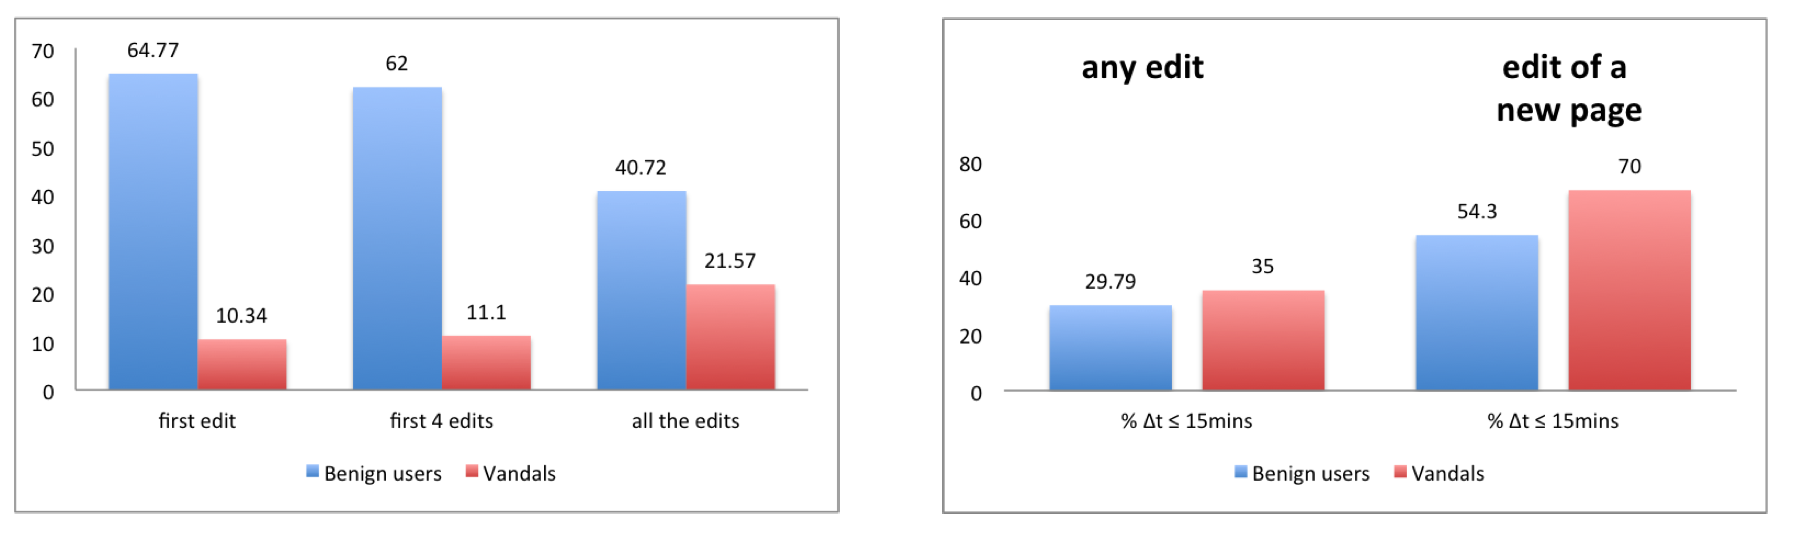 70
60
50
40
30
20
10
0
64.77
10.34
62
11.1
40.72
21.57
first edit
first 4 edits
all the edits
Benign users
Vandals
any edit
edit of a
new page
80
60
40
20
0
29.79
35
54.3
70
% Δt ≤ 15mins
% Δt ≤ 15mins
Benign users
Vandals